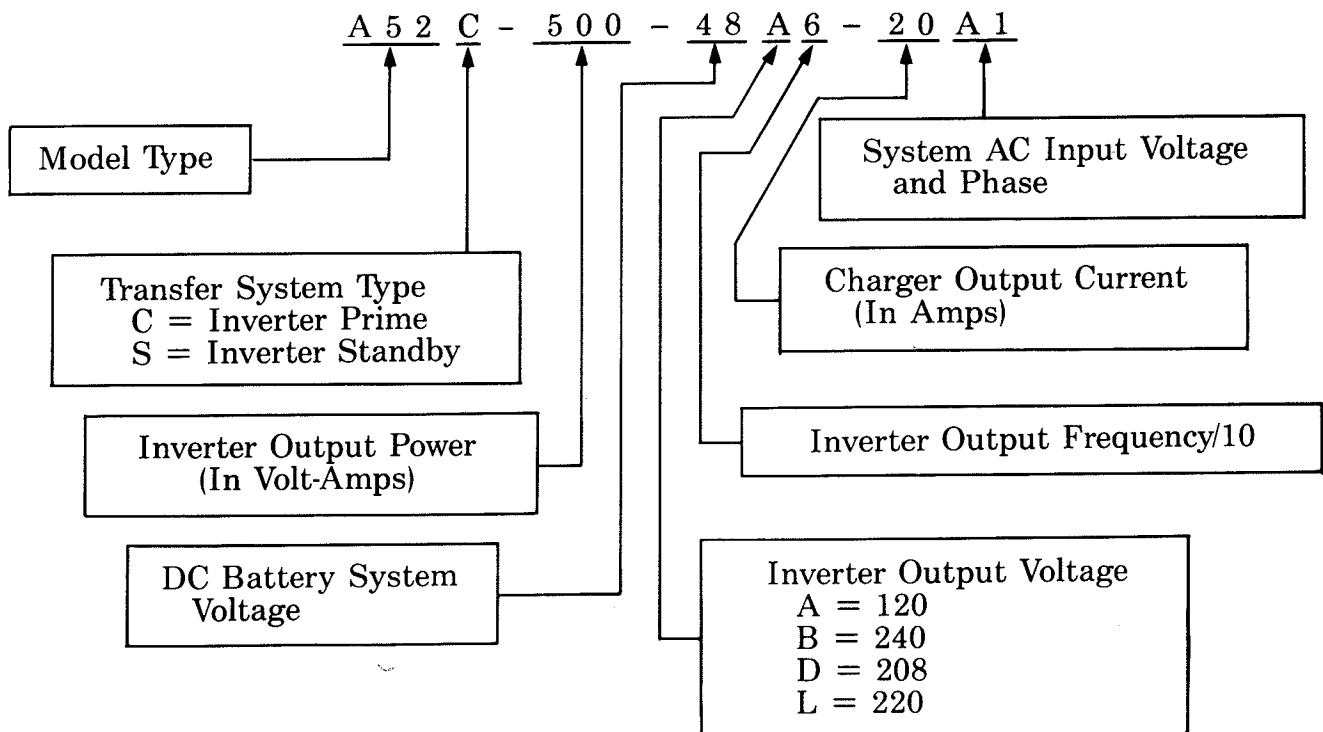 A52C-500-48A6-20A1
Model Type
System AC Input Voltage
and Phase
Transfer System Type
C = Inverter Prime
S = Inverter Standby
Charger Output Current
(In Amps)
Inverter Output Power
(In Volt-Amps)
Inverter Output Frequency/10
DC Battery System
Voltage
Inverter Output Voltage
A = 120
B = 240
D = 208
L = 220